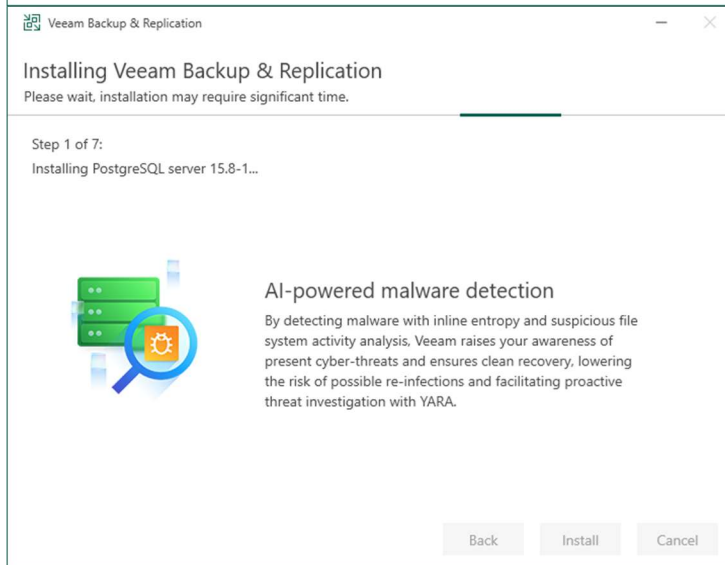 Veeam Backup & Replication
Installing Veeam Backup & Replication
Please wait, installation may require significant time.
Step 1 of 7:
Installing PostgreSQL server 15.8-1...
AI-powered malware detection
By detecting malware with inline entropy and suspicious file
system activity analysis, Veeam raises your awareness of
present cyber-threats and ensures clean recovery, lowering
the risk of possible re-infections and facilitating proactive
threat investigation with YARA.
Back
Install
Cancel